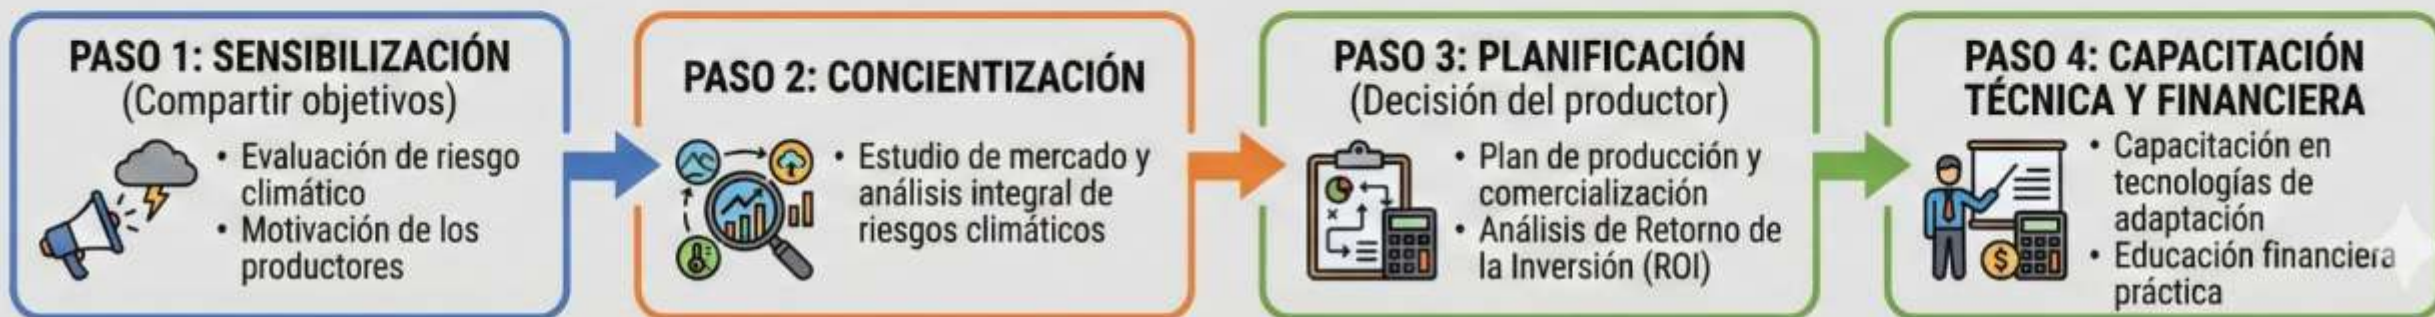 PASO 1: SENSIBILIZACIÓN
(Compartir objetivos)
• Evaluación de riesgo
climático
• Motivación de los
productores
PASO 2: CONCIENTIZACIÓN
• Estudio de mercado y
análisis integral de
riesgos climáticos
PASO 3: PLANIFICACIÓN
(Decisión del productor)
• Plan de producción y
comercialización
• Análisis de Retorno de
la Inversión (ROI)
PASO 4: CAPACITACIÓN
TÉCNICA Y FINANCIERA
• Capacitación en
tecnologías de
adaptación
• Educación financiera
práctica
$